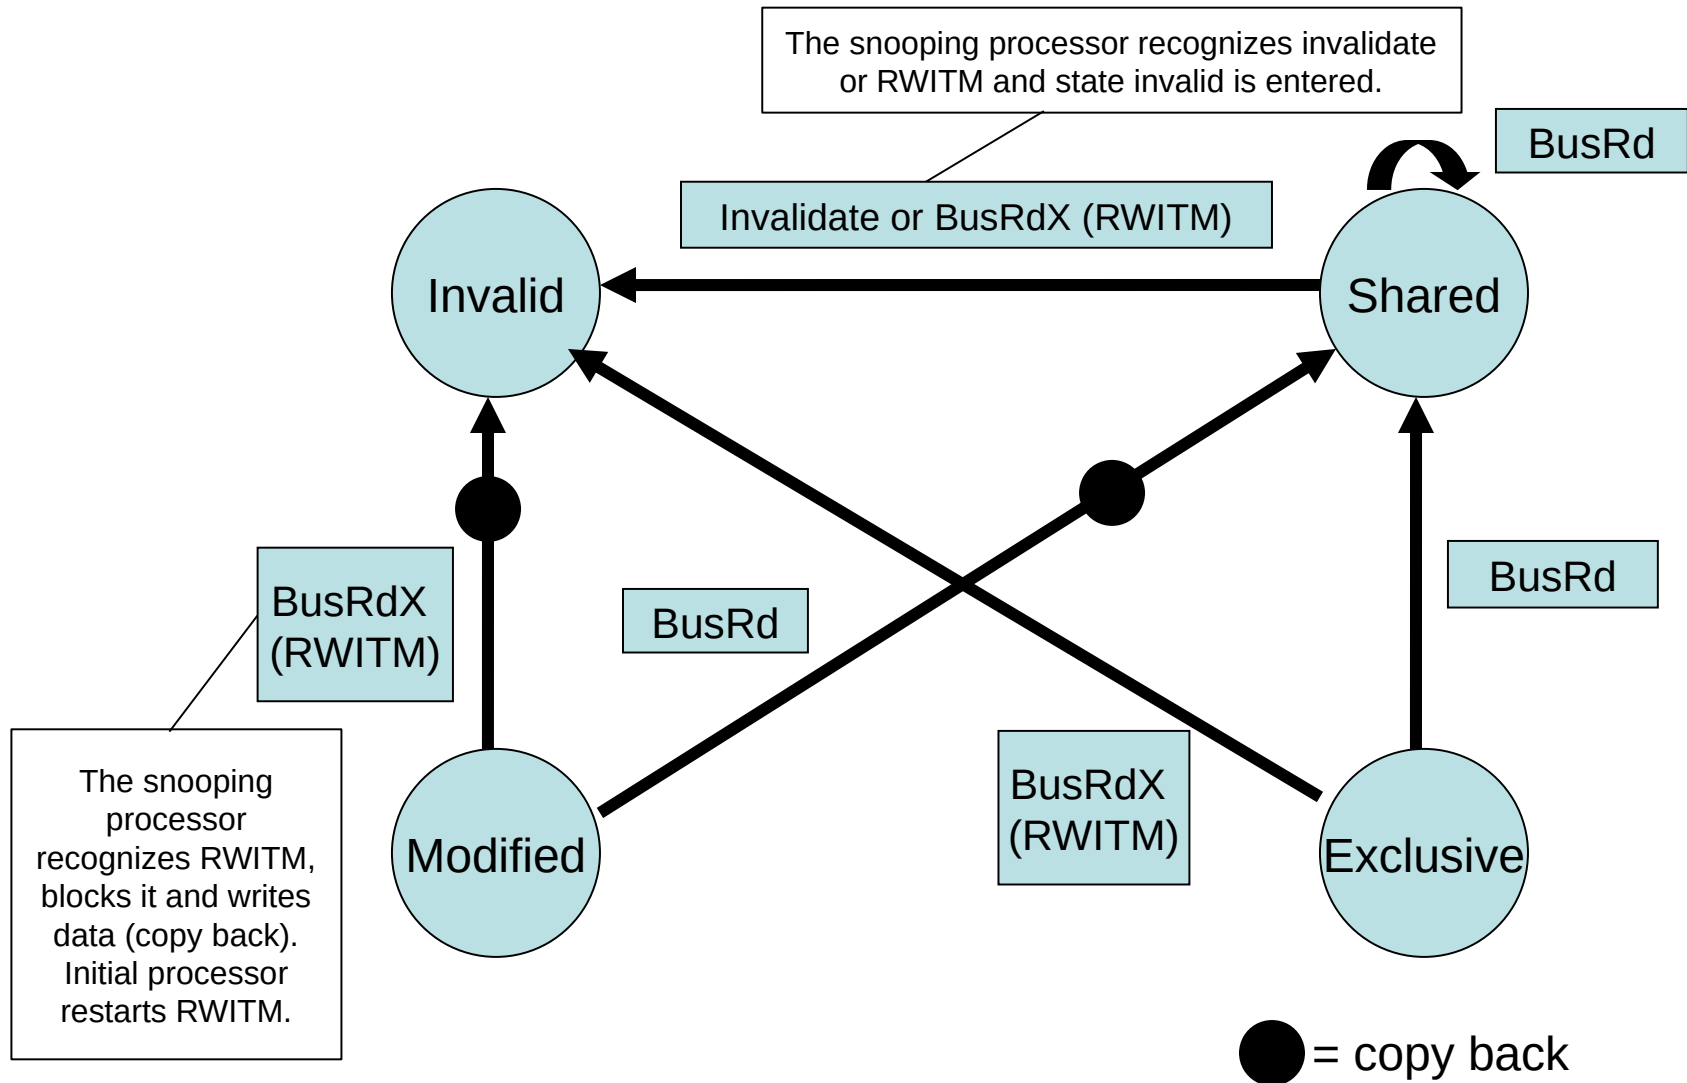 The snooping processor recognizes invalidate
or RWITM and state invalid is entered.
BusRd
Invalidate or BusRdX (RWITM)
Invalid
Shared
BusRdX
(RWITM)
BusRd
BusRd
The snooping
processor
recognizes RWITM,
blocks it and writes
data (copy back).
Initial processor
restarts RWITM.
BusRdX
(RWITM)
Modified
Exclusive
= copy back